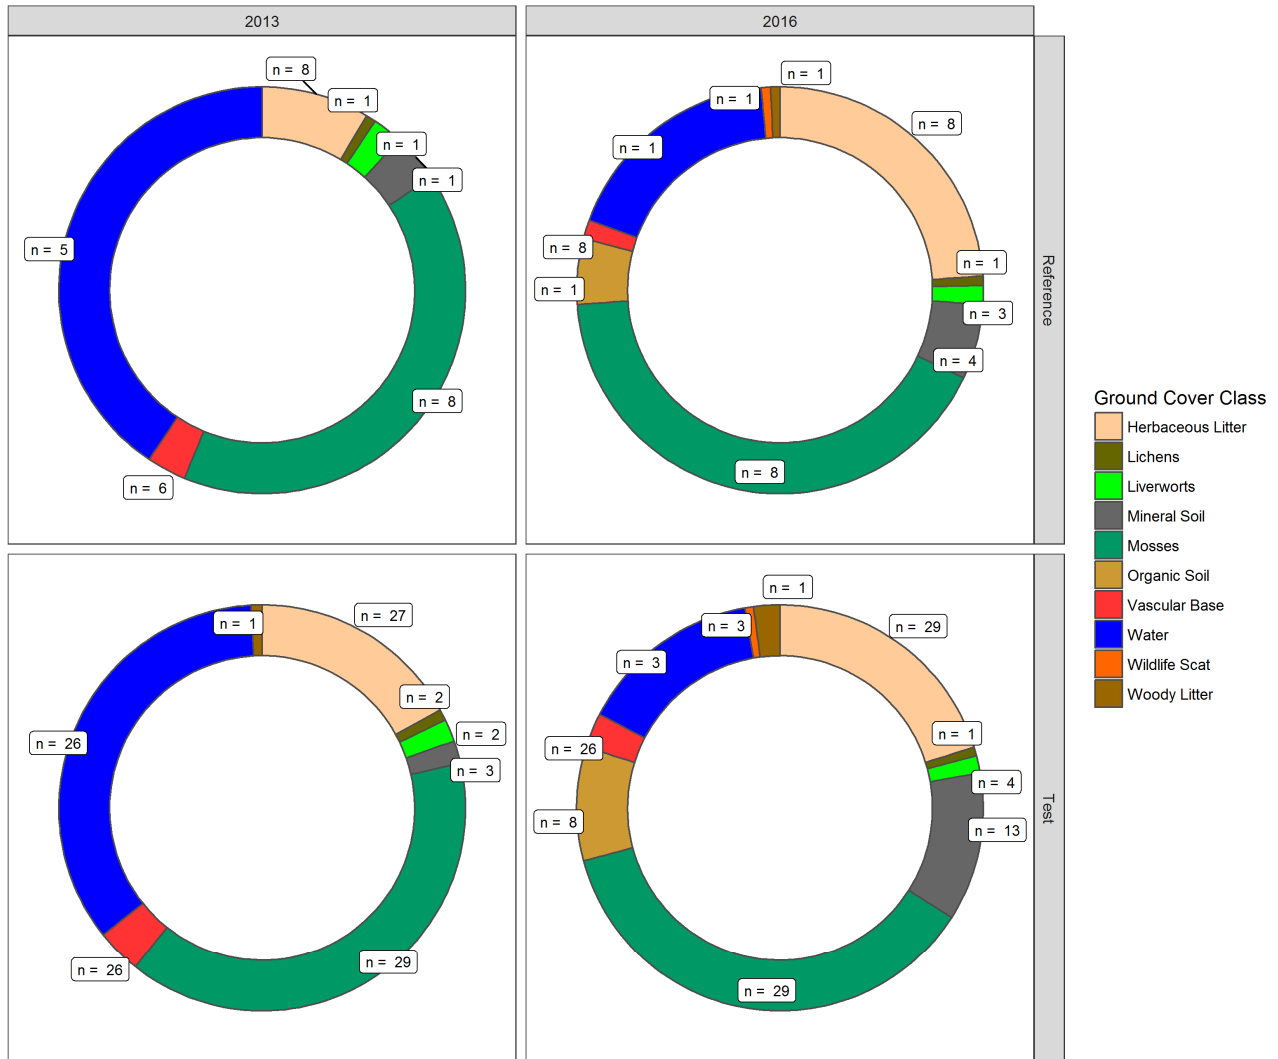 2013
2016
n = 8
n = 1
n = 1
n = 1
n = 5
n = 8
n = 6
n = 1
n = 1
n = 8
n = 1
n = 8
n = 1
n = 1
n = 3
n = 4
n = 8
Reference
n = 1
n = 27
n = 2
n = 2
n = 3
n = 26
n = 29
n = 26
n = 1
n = 3
n = 29
n = 3
n = 1
n = 26
n = 4
n = 8
n = 13
n = 29
Test
Ground Cover Class
Herbaceous Litter
Lichens
Liverworts
Mineral Soil
Mosses
Organic Soil
Vascular Base
Water
Wildlife Scat
Woody Litter